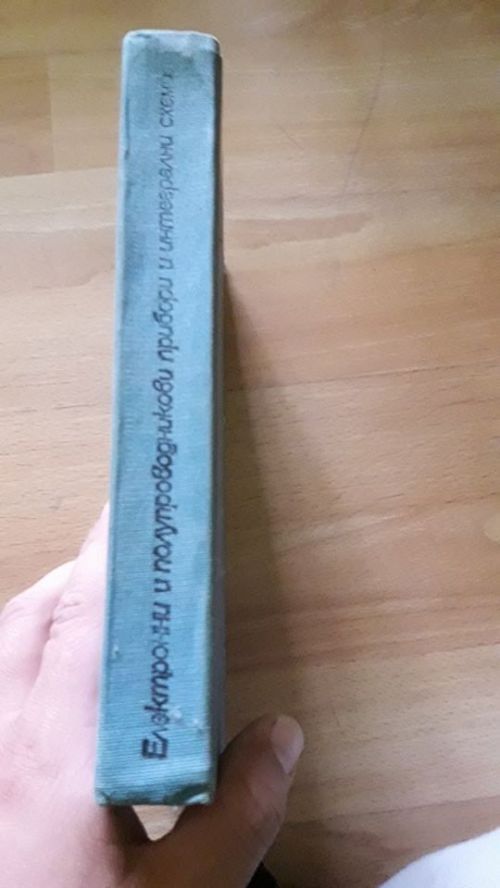 Електронни и полупроводникови прибори и интегрални схеми